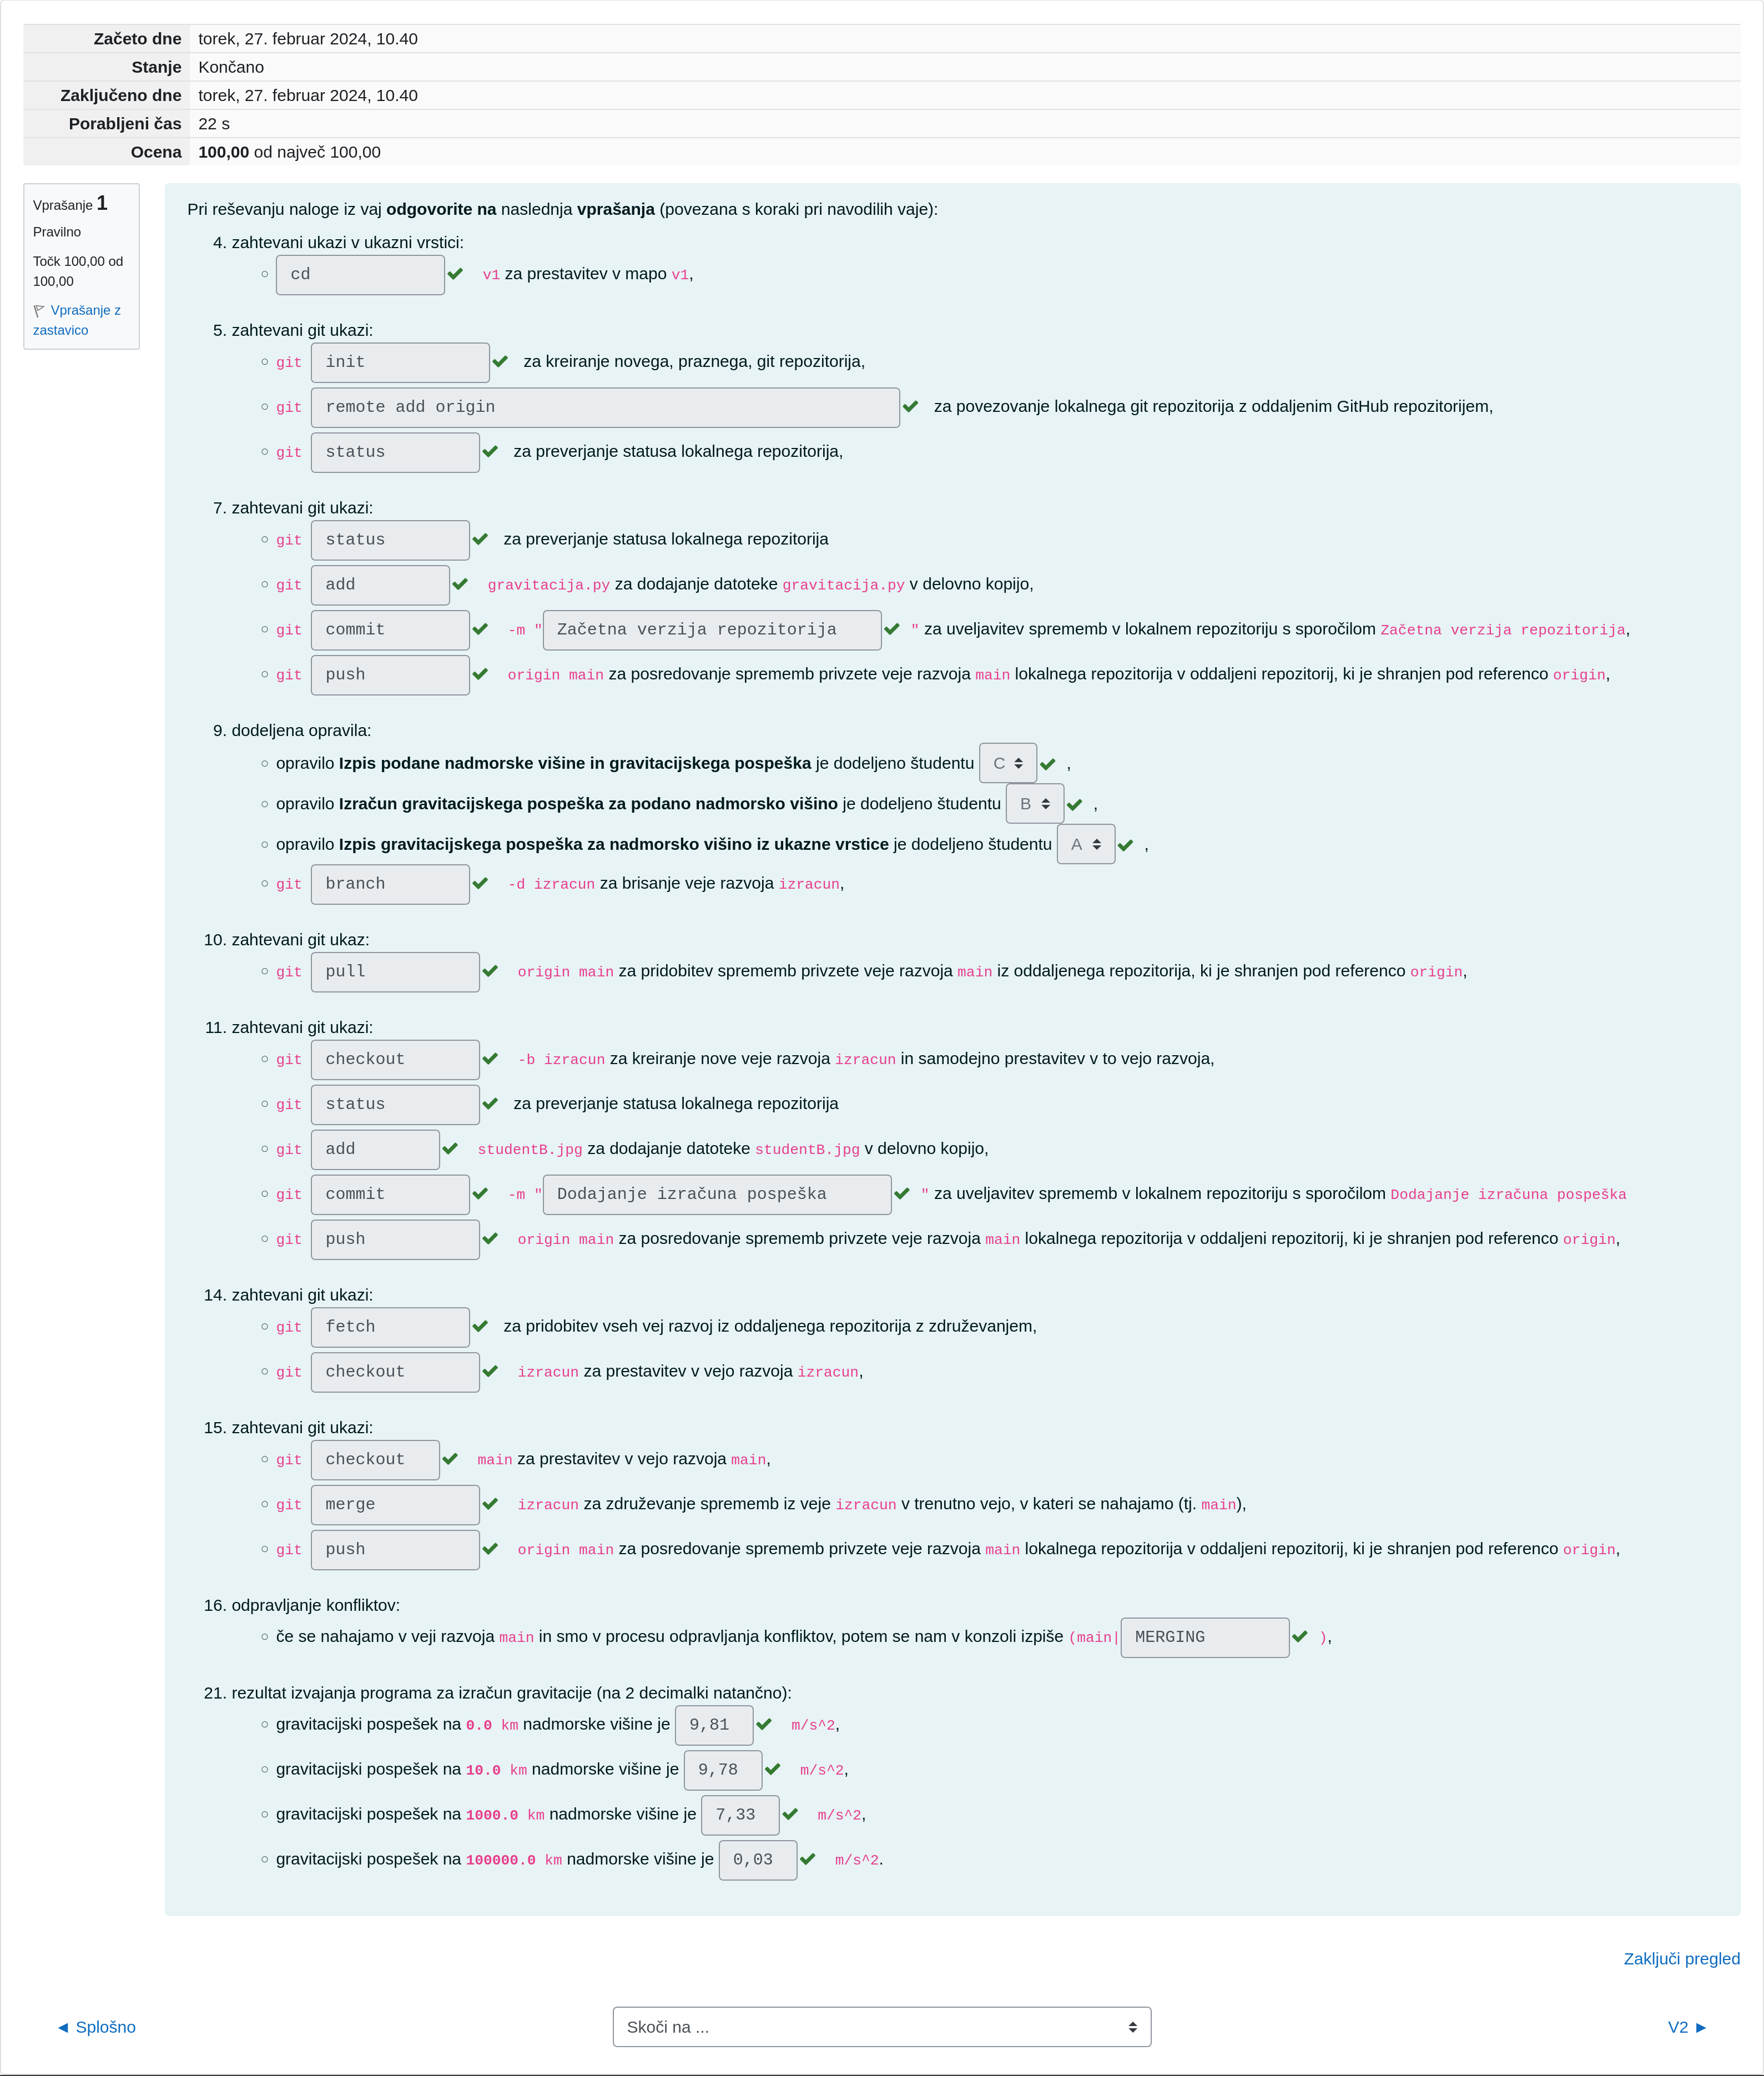 Začeto dne torek, 27. februar 2024, 10.40
Stanje Končano
Zaključeno dne torek, 27. februar 2024, 10.40
Porabljeni čas 22 s
Ocena 100,00 od največ 100,00
Vprašanje 1
Pravilno
Točk 100,00 od
100,00
Vprašanje z
zastavico
Pri reševanju naloge iz vaj odgovorite na naslednja vprašanja (povezana s koraki pri navodilih vaje):
4. zahtevani ukazi v ukazni vrstici:
cd v1 za prestavitev v mapo v1,
5. zahtevani git ukazi:
git init za kreiranje novega, praznega, git repozitorija,
git remote add origin za povezovanje lokalnega git repozitorija z oddaljenim GitHub repozitorijem,
git status za preverjanje statusa lokalnega repozitorija,
7. zahtevani git ukazi:
git status za preverjanje statusa lokalnega repozitorija
git add gravitacija.py za dodajanje datoteke gravitacija.py v delovno kopijo,
git commit -m "Začetna verzija repozitorija" za uveljavitev sprememb v lokalnem repozitoriju s sporočilom Začetna verzija repozitorija,
git push origin main za posredovanje sprememb privzete veje razvoja main lokalnega repozitorija v oddaljeni repozitorij, ki je shranjen pod referenco origin,
9. dodeljena opravila:
opravilo Izpis podane nadmorske višine in gravitacijskega pospeška je dodeljeno študentu C ,
opravilo Izračun gravitacijskega pospeška za podano nadmorsko višino je dodeljeno študentu B ,
opravilo Izpis gravitacijskega pospeška za nadmorsko višino iz ukazne vrstice je dodeljeno študentu A ,
git branch -d izracun za brisanje veje razvoja izracun,
10. zahtevani git ukaz:
git pull origin main za pridobitev sprememb privzete veje razvoja main iz oddaljenega repozitorija, ki je shranjen pod referenco origin,
11. zahtevani git ukazi:
git checkout -b izracun za kreiranje nove veje razvoja izracun in samodejno prestavitev v to vejo razvoja,
git status za preverjanje statusa lokalnega repozitorija
git add studentB.jpg za dodajanje datoteke studentB.jpg v delovno kopijo,
git commit -m "Dodajanje izračuna pospeška" za uveljavitev sprememb v lokalnem repozitoriju s sporočilom Dodajanje izračuna pospeška
git push origin main za posredovanje sprememb privzete veje razvoja main lokalnega repozitorija v oddaljeni repozitorij, ki je shranjen pod referenco origin,
14. zahtevani git ukazi:
git fetch za pridobitev vseh vej razvoj iz oddaljenega repozitorija z združevanjem,
git checkout izracun za prestavitev v vejo razvoja izracun,
15. zahtevani git ukazi:
git checkout main za prestavitev v vejo razvoja main,
git merge izracun za združevanje sprememb iz veje izracun v trenutno vejo, v kateri se nahajamo (tj. main),
git push origin main za posredovanje sprememb privzete veje razvoja main lokalnega repozitorija v oddaljeni repozitorij, ki je shranjen pod referenco origin,
16. odpravljanje konfliktov:
če se nahajamo v veji razvoja main in smo v procesu odpravljanja konfliktov, potem se nam v konzoli izpiše (main|MERGING ),
21. rezultat izvajanja programa za izračun gravitacije (na 2 decimalki natančno):
gravitacijski pospešek na 0.0 km nadmorske višine je 9,81 m/s^2,
gravitacijski pospešek na 10.0 km nadmorske višine je 9,78 m/s^2,
gravitacijski pospešek na 1000.0 km nadmorske višine je 7,33 m/s^2,
gravitacijski pospešek na 100000.0 km nadmorske višine je 0,03 m/s^2.
Zaključi pregled
◄ Splošno
Skoči na ...
V2 ►